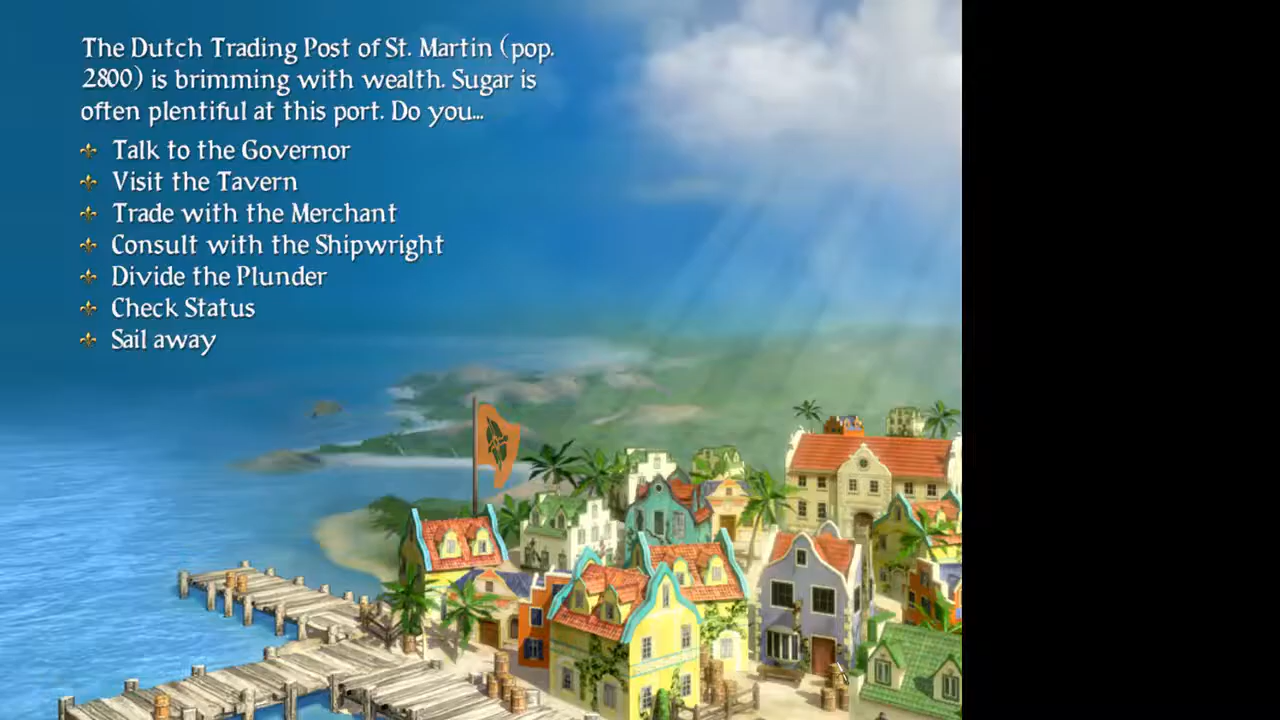 The Dutch Trading Post of St. Martin (pop.
2800) is brimming with wealth. Sugar is
often plentiful at this port. Do you...
Talk to the Governor
Visit the Tavern
Trade with the Merchant
Consult with the Shipwright
Divide the Plunder
Check Status
Sail away